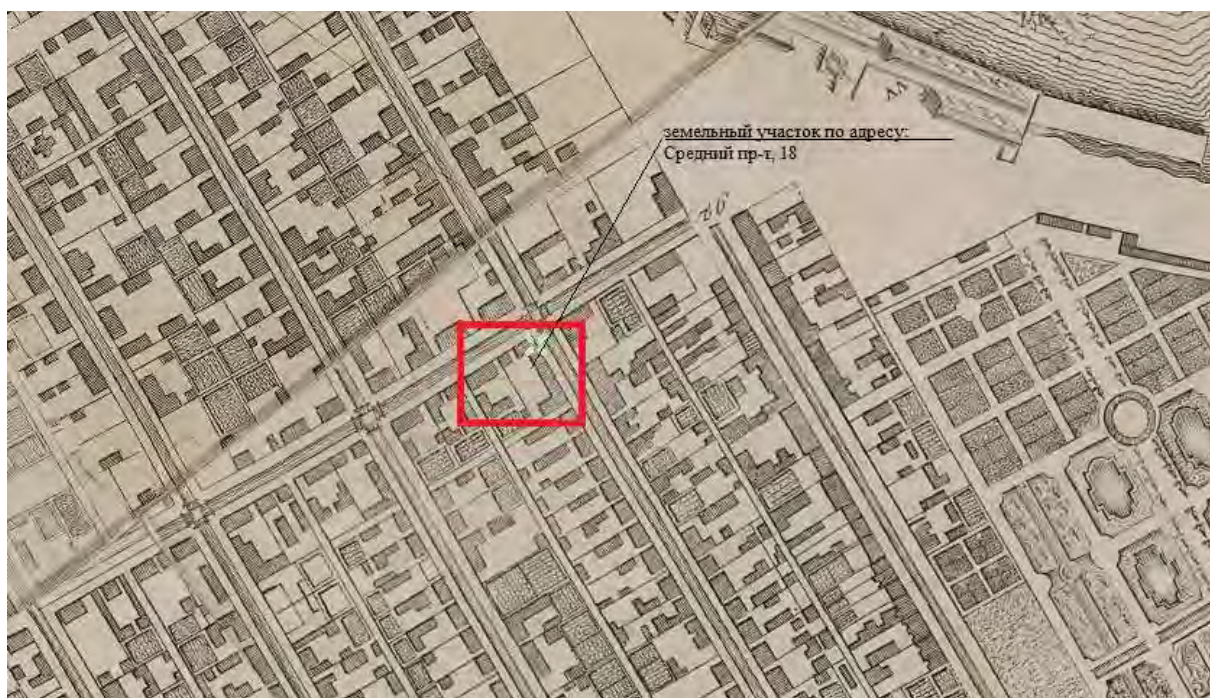 земельный участок по адресу:
Средний пр-т, 18